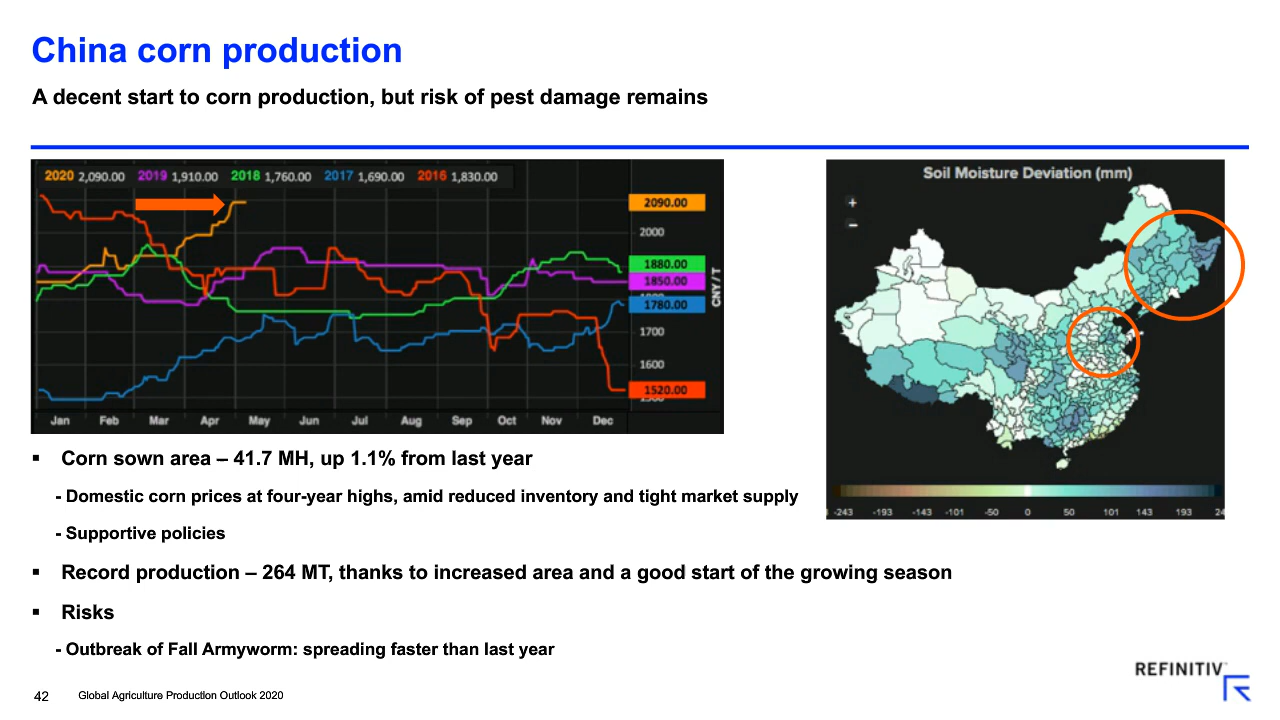 China corn production
A decent start to corn production, but risk of pest damage remains
2020 2,090.00 2019 1,910.00 2018 1,760.00 2017 1,690.00 2016 1,830.00
2090.00
2000
1880.00
1850.00
1780.00
1700
1600
1520.00
CNY / T
Jan Feb Mar Apr May Jun Jul Aug Sep Oct Nov Dec
Soil Moisture Deviation (mm)
+
−
-243 -193 -143 -101 -50 0 50 101 143 193 24
▪ Corn sown area – 41.7 MH, up 1.1% from last year
- Domestic corn prices at four-year highs, amid reduced inventory and tight market supply
- Supportive policies
▪ Record production – 264 MT, thanks to increased area and a good start of the growing season
▪ Risks
- Outbreak of Fall Armyworm: spreading faster than last year
42 Global Agriculture Production Outlook 2020
REFINITIV